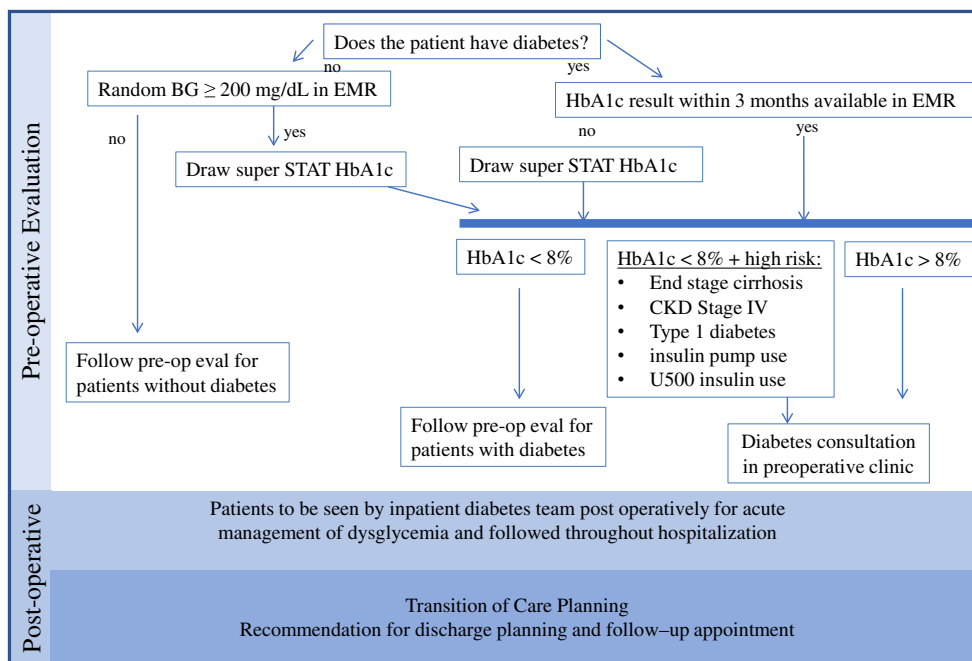 Pre-operative Evaluation
Does the patient have diabetes?
no
yes
Random BG ≥ 200 mg/dL in EMR
HbA1c result within 3 months available in EMR
no
yes
no
yes
Draw super STAT HbA1c
Draw super STAT HbA1c
HbA1c < 8%
HbA1c < 8% + high risk:
• End stage cirrhosis
• CKD Stage IV
• Type 1 diabetes
• insulin pump use
• U500 insulin use
HbA1c > 8%
Follow pre-op eval for
patients without diabetes
Follow pre-op eval for
patients with diabetes
Diabetes consultation
in preoperative clinic
Post-operative
Patients to be seen by inpatient diabetes team post operatively for acute
management of dysglycemia and followed throughout hospitalization
Transition of Care Planning
Recommendation for discharge planning and follow–up appointment